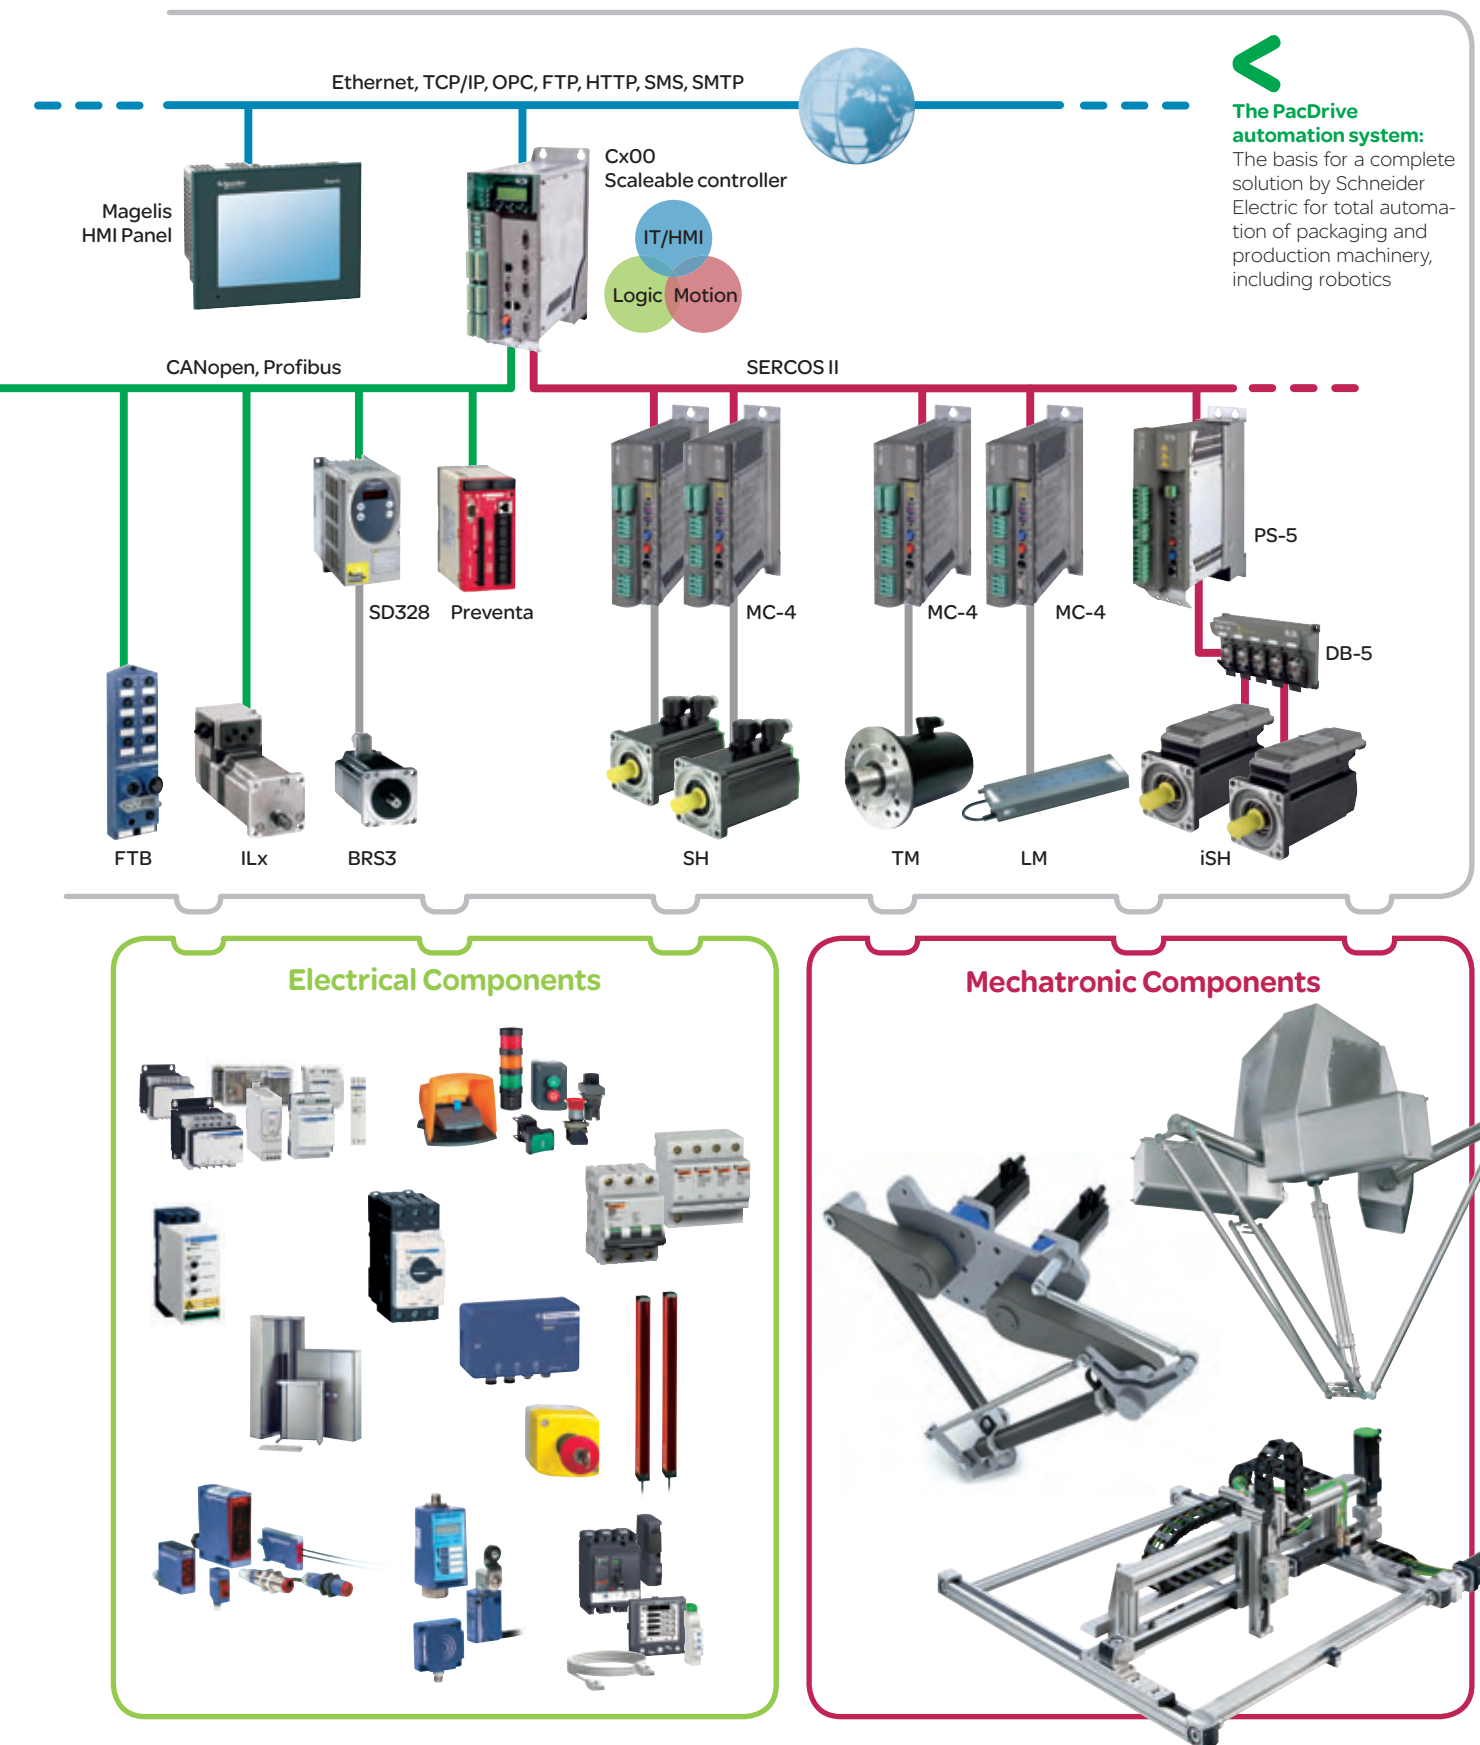 Ethernet, TCP/IP, OPC, FTP, HTTP, SMS, SMTP
The PacDrive
automation system:
The basis for a complete
solution by Schneider
Electric for total automa-
tion of packaging and
production machinery,
including robotics
Cx00
Scaleable controller
Magelis
HMI Panel
IT/HMI
Logic
Motion
CANopen, Profibus
SERCOS II
PS-5
SD328
Preventa
MC-4
MC-4
MC-4
DB-5
FTB
ILx
BRS3
SH
TM
LM
iSH
Electrical Components
Mechatronic Components